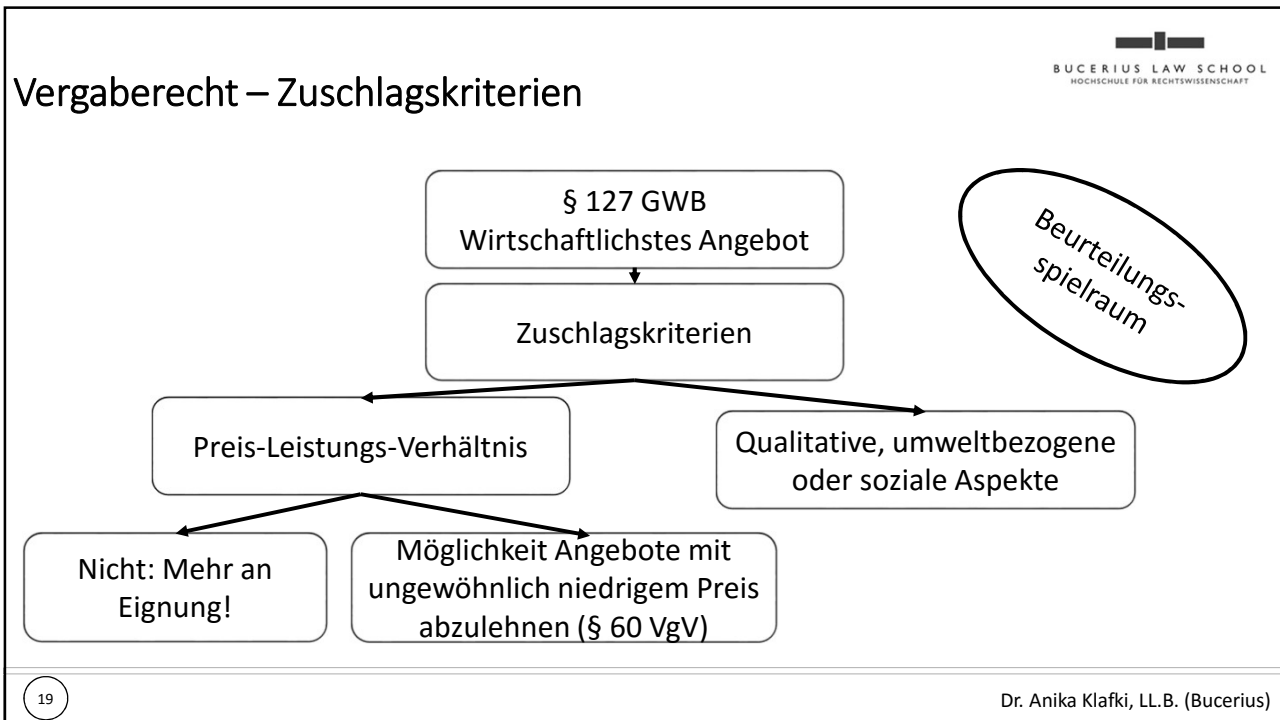 BUCERIUS LAW SCHOOL
HOCHSCHULE FÜR RECHTSWISSENSCHAFT
Vergaberecht – Zuschlagskriterien
§ 127 GWB
Wirtschaftlichstes Angebot
Beurteilungs-
spielraum
Zuschlagskriterien
Preis-Leistungs-Verhältnis
Qualitative, umweltbezogene
oder soziale Aspekte
Nicht: Mehr an
Eignung!
Möglichkeit Angebote mit
ungewöhnlich niedrigem Preis
abzulehnen (§ 60 VgV)
19
Dr. Anika Klafki, LL.B. (Bucerius)